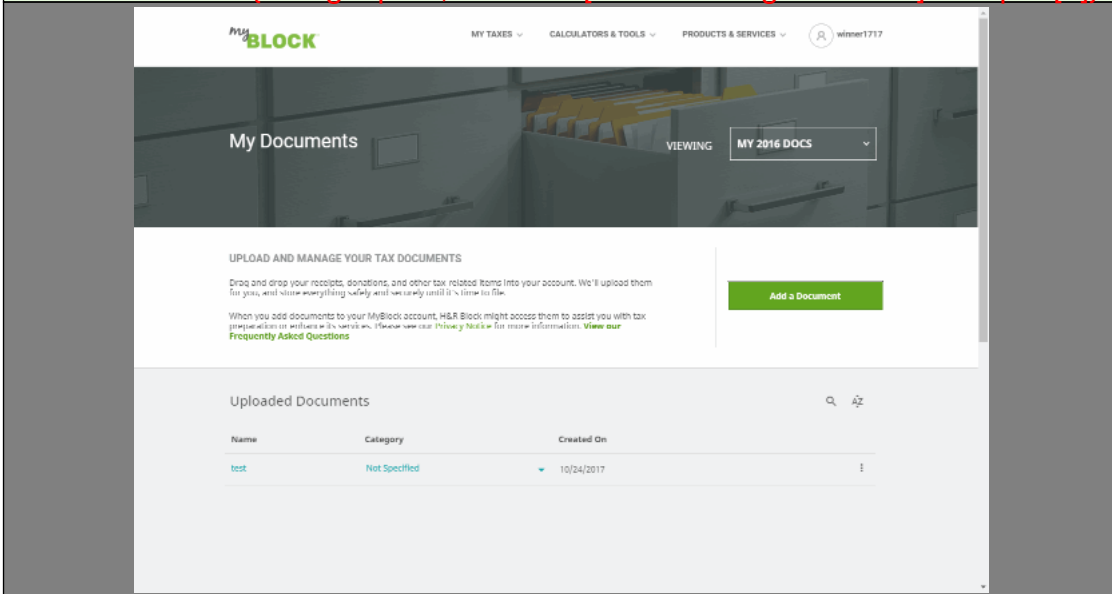 myBLOCK
MY TAXES
CALCULATORS & TOOLS
PRODUCTS & SERVICES
winner1717
My Documents
VIEWING
MY 2016 DOCS
UPLOAD AND MANAGE YOUR TAX DOCUMENTS
Drag and drop your receipts, donations, and other tax related items into your account. We'll upload them
for you, and store everything safely and securely until it's time to file.
When you add documents to your MyBlock account, H&R Block might access them to assist you with tax
preparation or enhance its services. Please see our Privacy Notice for more information. View our
Frequently Asked Questions
Add a Document
Uploaded Documents
AZ
Name
Category
Created On
test
Not Specified
10/24/2017